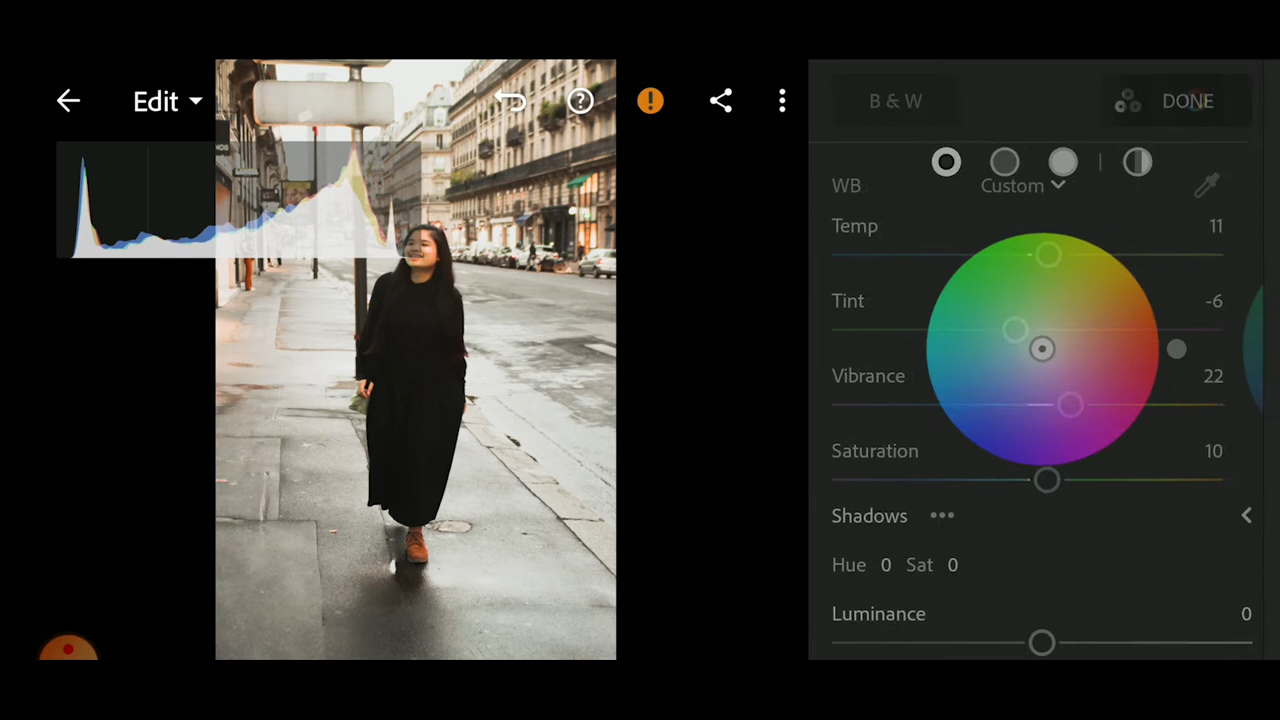 Edit
B & W
DONE
WB
Custom
Temp
11
Tint
-6
Vibrance
22
Saturation
10
Shadows
Hue 0 Sat 0
Luminance
0